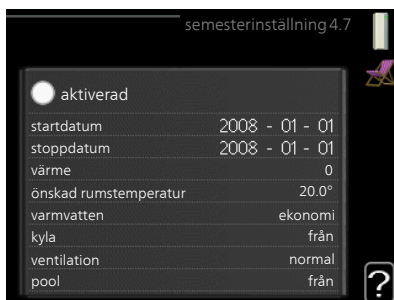 semesterinställning 4.7
aktiverad
startdatum 2008 - 01 - 01
stoppdatum 2008 - 01 - 01
värme 0
önskad rumstemperatur 20.0°
varmvatten ekonomi
kyla från
ventilation normal
pool från
?